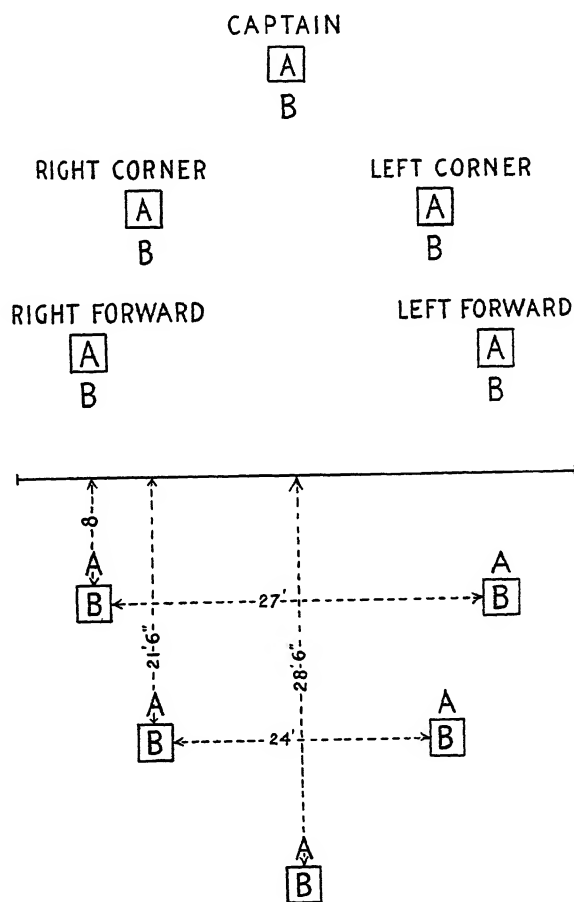 CAPTAIN
A
B
RIGHT CORNER LEFT CORNER
A A
B B
RIGHT FORWARD LEFT FORWARD
A A
B B
8
A A
B 27' B
21'6"
28'6"
A A
B 24' B
A
B